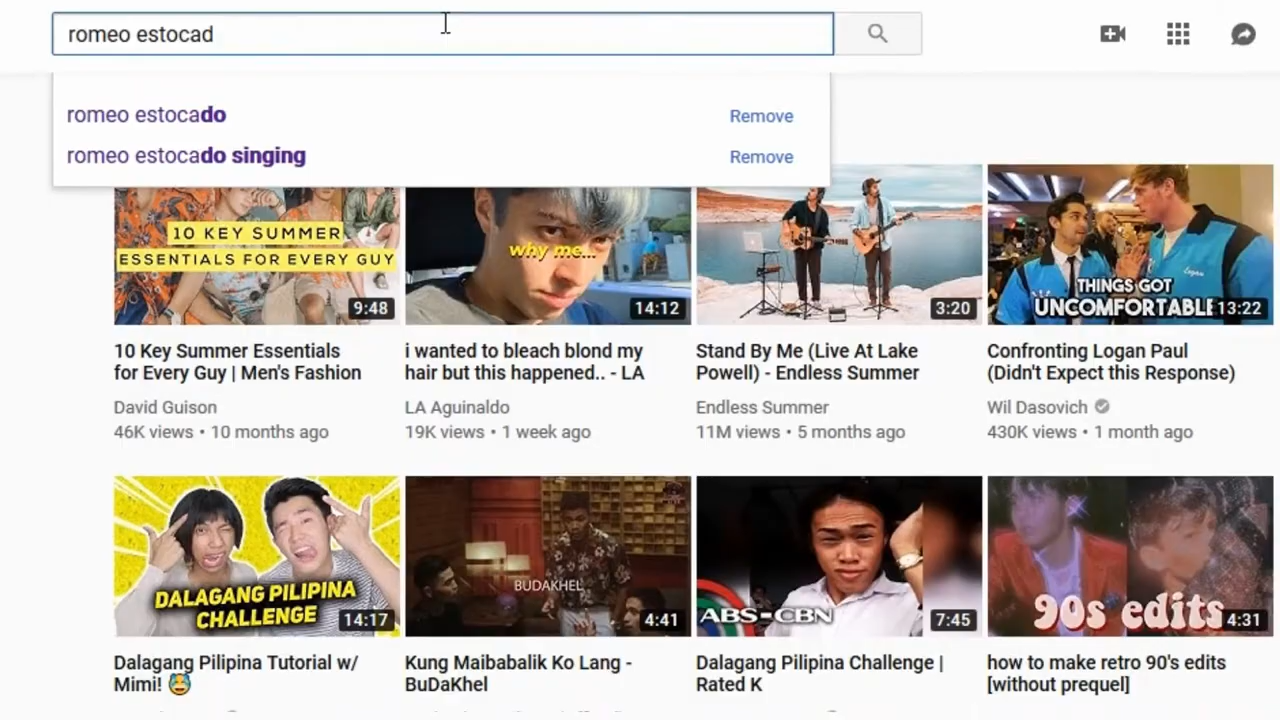 romeo estocad
romeo estocado
Remove
romeo estocado singing
Remove
10 KEY SUMMER
ESSENTIALS FOR EVERY GUY
9:48
why me...
14:12
3:20
THINGS GOT
UNCOMFORTABLE
13:22
Logan
10 Key Summer Essentials
for Every Guy | Men's Fashion
David Guison
46K views • 10 months ago
i wanted to bleach blond my
hair but this happened.. - LA
LA Aguinaldo
19K views • 1 week ago
Stand By Me (Live At Lake
Powell) - Endless Summer
Endless Summer
11M views • 5 months ago
Confronting Logan Paul
(Didn't Expect this Response)
Wil Dasovich
430K views • 1 month ago
DALAGANG PILIPINA
CHALLENGE
14:17
BUDAKHEL
4:41
ABS-CBN
7:45
90s edits
4:31
Dalagang Pilipina Tutorial w/
Mimi! 😨
Kung Maibabalik Ko Lang -
BuDaKhel
Dalagang Pilipina Challenge |
Rated K
how to make retro 90's edits
[without prequel]